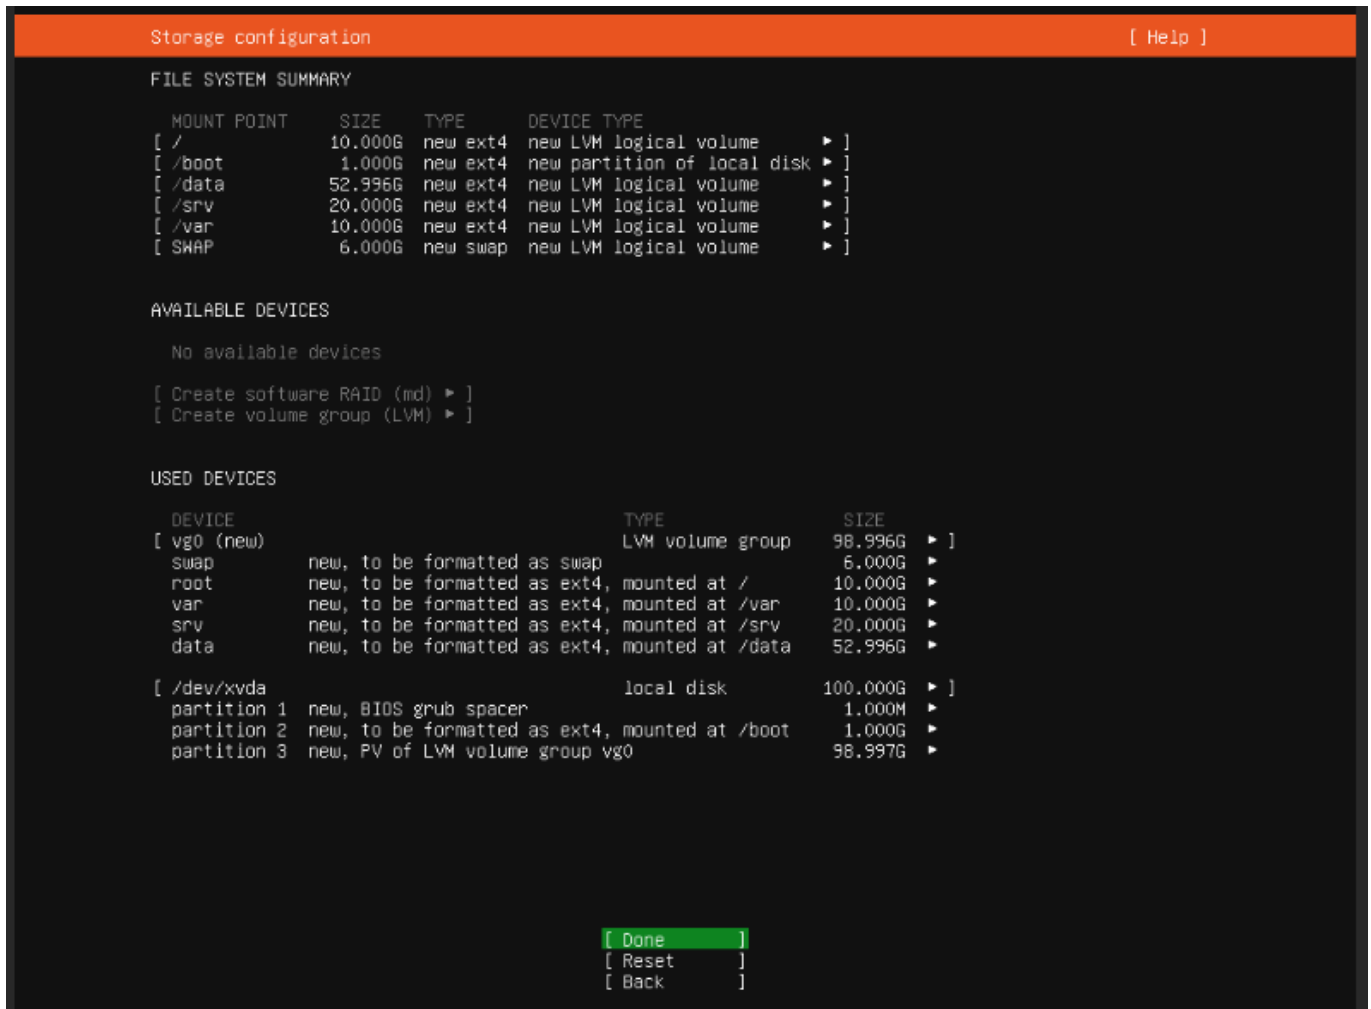 Storage configuration [ Help ]
FILE SYSTEM SUMMARY
MOUNT POINT SIZE TYPE DEVICE TYPE
[ / 10.000G new ext4 new LVM logical volume ▸ ]
[ /boot 1.000G new ext4 new partition of local disk ▸ ]
[ /data 52.996G new ext4 new LVM logical volume ▸ ]
[ /srv 20.000G new ext4 new LVM logical volume ▸ ]
[ /var 10.000G new ext4 new LVM logical volume ▸ ]
[ SWAP 6.000G new swap new LVM logical volume ▸ ]
AVAILABLE DEVICES
No available devices
[ Create software RAID (md) ▸ ]
[ Create volume group (LVM) ▸ ]
USED DEVICES
DEVICE TYPE SIZE
[ vg0 (new) LVM volume group 98.996G ▸ ]
swap new, to be formatted as swap 6.000G ▸
root new, to be formatted as ext4, mounted at / 10.000G ▸
var new, to be formatted as ext4, mounted at /var 10.000G ▸
srv new, to be formatted as ext4, mounted at /srv 20.000G ▸
data new, to be formatted as ext4, mounted at /data 52.996G ▸
[ /dev/xvda local disk 100.000G ▸ ]
partition 1 new, BIOS grub spacer 1.000M ▸
partition 2 new, to be formatted as ext4, mounted at /boot 1.000G ▸
partition 3 new, PV of LVM volume group vg0 98.997G ▸
[ Done ]
[ Reset ]
[ Back ]